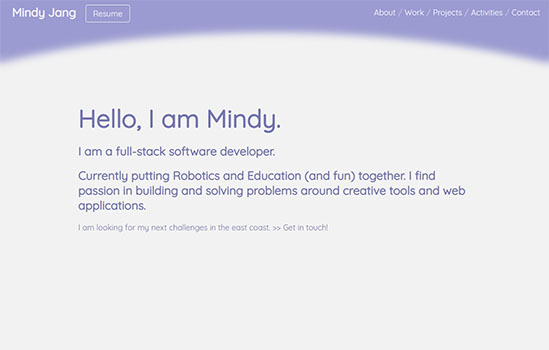 Mindy Jang Resume About / Work / Projects / Activities / Contact
Hello, I am Mindy.
I am a full-stack software developer.
Currently putting Robotics and Education (and fun) together. I find
passion in building and solving problems around creative tools and web
applications.
I am looking for my next challenges in the east coast. >> Get in touch!